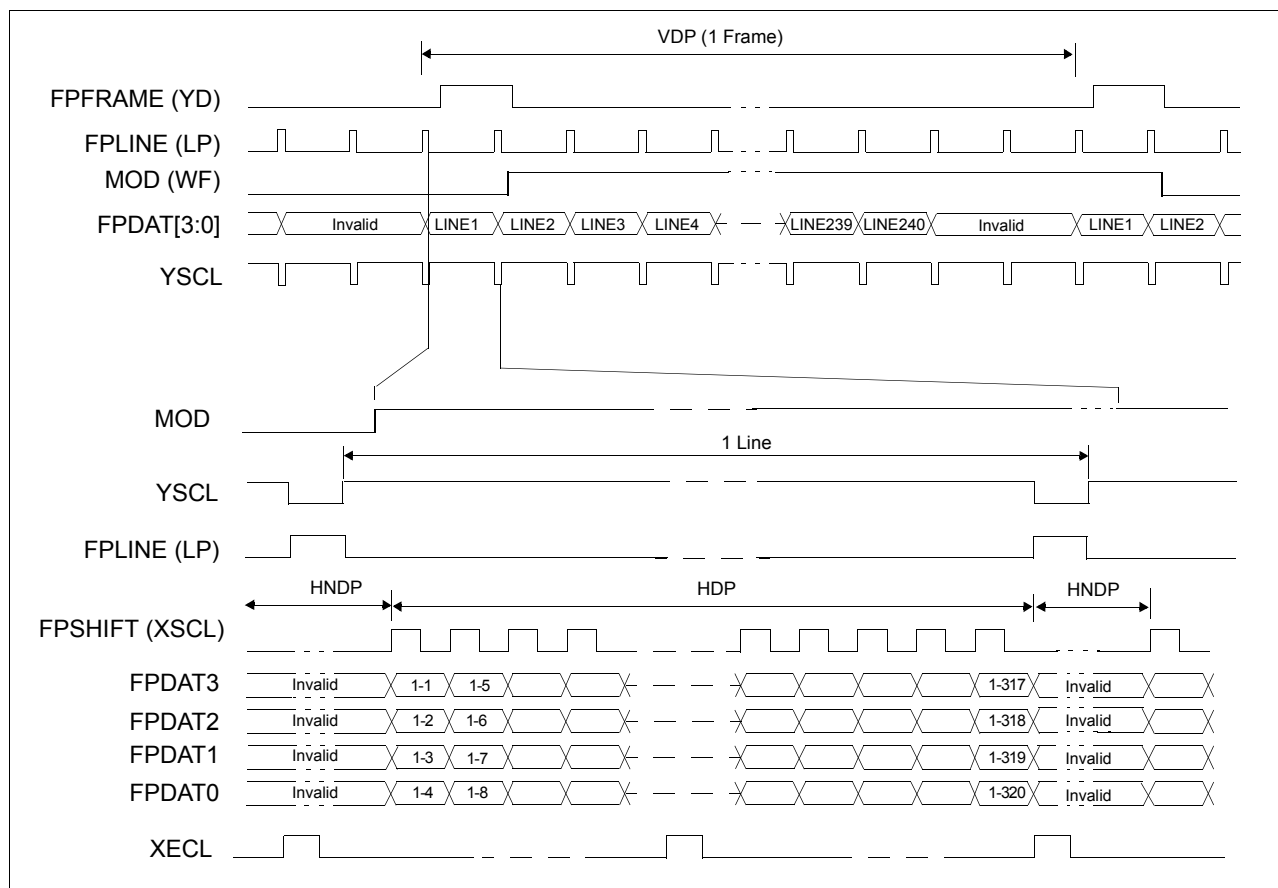 VDP (1 Frame)
FPFRAME (YD)
FPLINE (LP)
MOD (WF)
FPDAT[3:0] Invalid LINE1 LINE2 LINE3 LINE4 LINE239 LINE240 Invalid LINE1 LINE2
YSCL
MOD
1 Line
YSCL
FPLINE (LP)
HNDP HDP HNDP
FPSHIFT (XSCL)
FPDAT3 Invalid 1-1 1-5 1-317 Invalid
FPDAT2 Invalid 1-2 1-6 1-318 Invalid
FPDAT1 Invalid 1-3 1-7 1-319 Invalid
FPDAT0 Invalid 1-4 1-8 1-320 Invalid
XECL